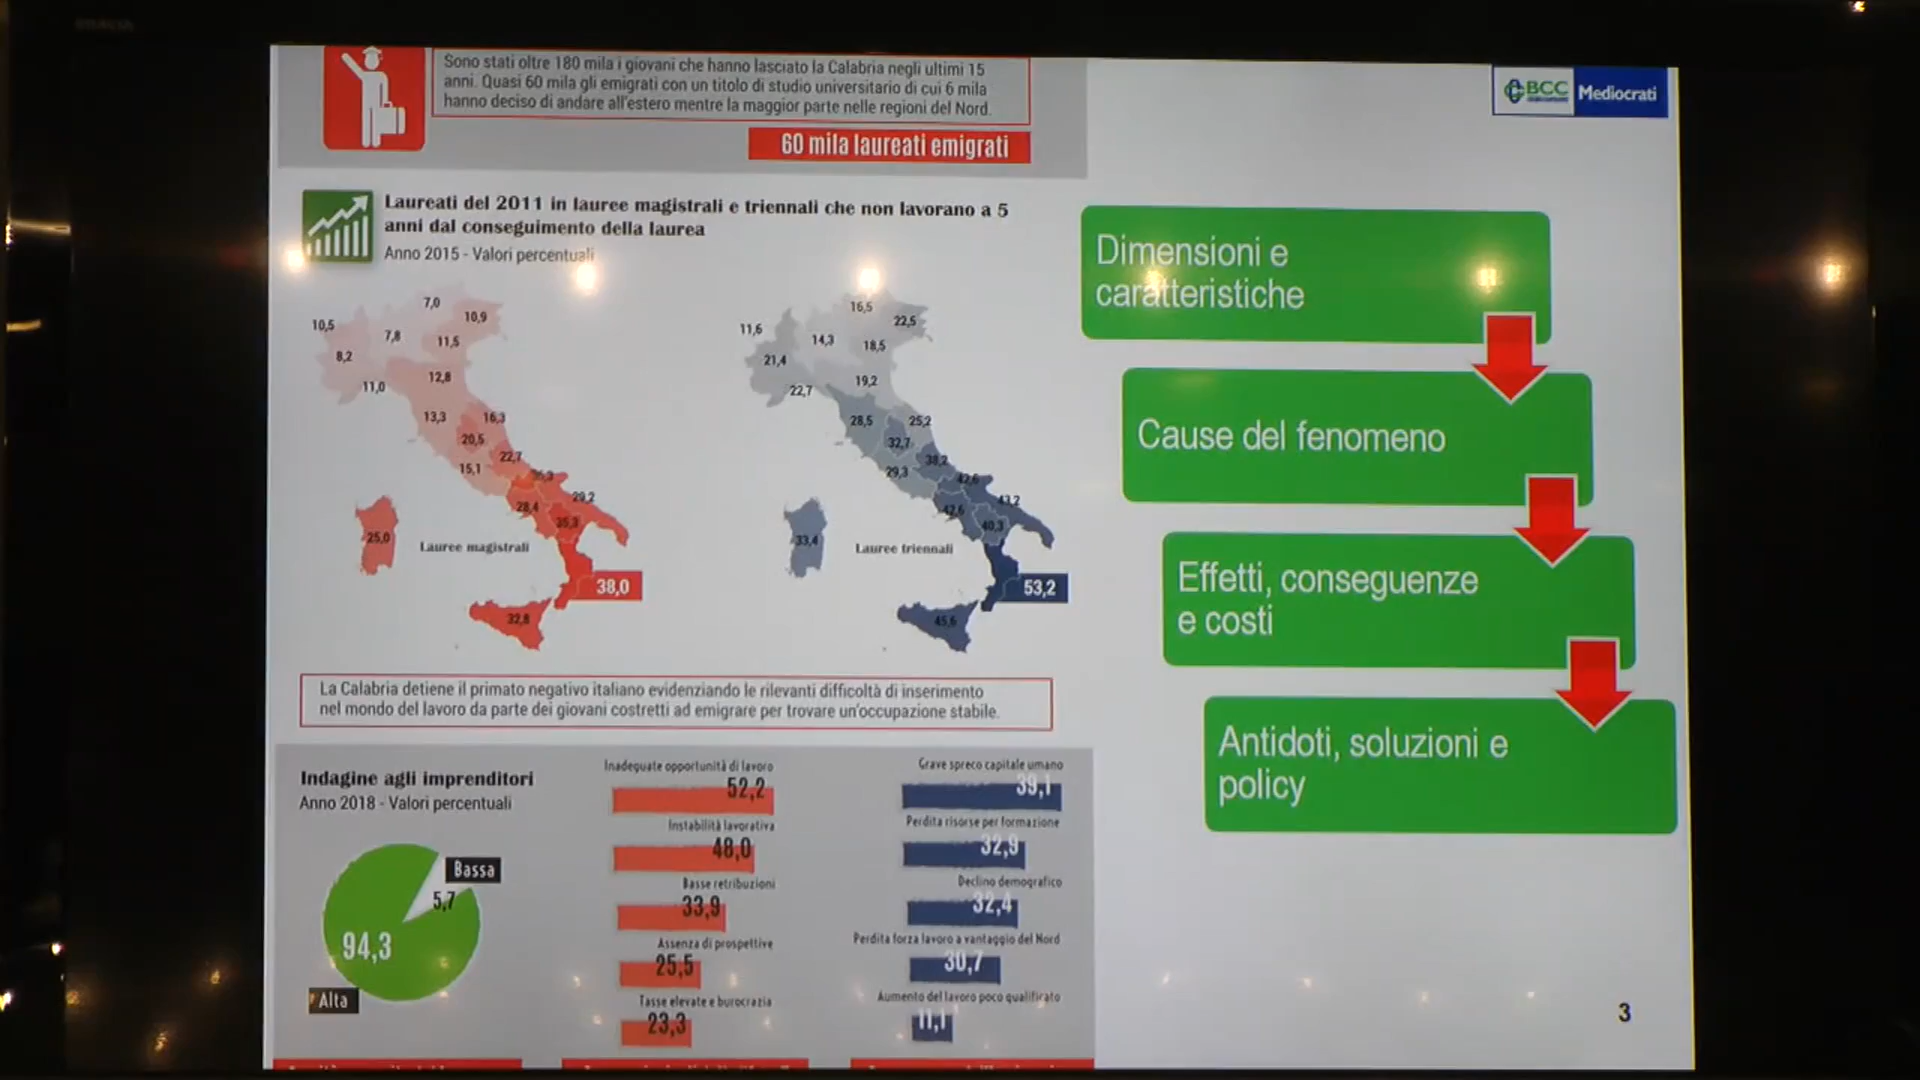 Sono stati oltre 180 mila i giovani che hanno lasciato la Calabria negli ultimi 15
anni. Quasi 60 mila gli emigrati con un titolo di studio universitario di cui 6 mila
hanno deciso di andare all'estero mentre la maggior parte nelle regioni del Nord.
60 mila laureati emigrati
BCC
Mediocrati
Laureati del 2011 in lauree magistrali e triennali che non lavorano a 5
anni dal conseguimento della laurea
Anno 2015 - Valori percentuali
7,0
10,5
10,9
7,8
11,5
8,2
12,8
11,0
13,3
16,3
20,5
22,7
15,1
29,2
28,4
35,3
25,0
Lauree magistrali
38,0
32,8
16,5
11,6
22,5
14,3
18,5
21,4
19,2
22,7
28,5
25,2
32,7
38,2
29,3
42,6
43,2
42,6
40,3
33,4
Lauree triennali
53,2
45,6
La Calabria detiene il primato negativo italiano evidenziando le rilevanti difficoltà di inserimento
nel mondo del lavoro da parte dei giovani costretti ad emigrare per trovare un'occupazione stabile.
Indagine agli imprenditori
Anno 2018 - Valori percentuali
Bassa
5,7
94,3
Alta
Inadeguate opportunità di lavoro
52,2
Instabilità lavorativa
48,0
Basse retribuzioni
33,9
Assenza di prospettive
25,5
Tasse elevate e burocrazia
23,3
Grave spreco capitale umano
39,1
Perdita risorse per formazione
32,9
Declino demografico
32,4
Perdita forza lavoro a vantaggio del Nord
30,7
Aumento del lavoro poco qualificato
11,1
Dimensioni e
caratteristiche
Cause del fenomeno
Effetti, conseguenze
e costi
Antidoti, soluzioni e
policy
3